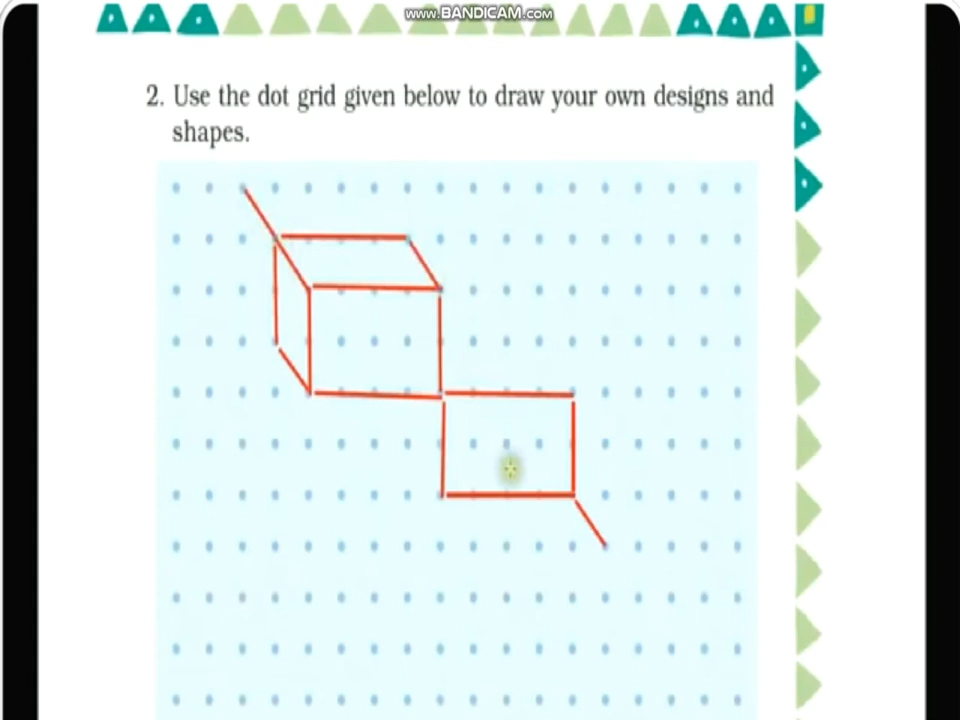 www.BANDICAM.com
2. Use the dot grid given below to draw your own designs and
shapes.